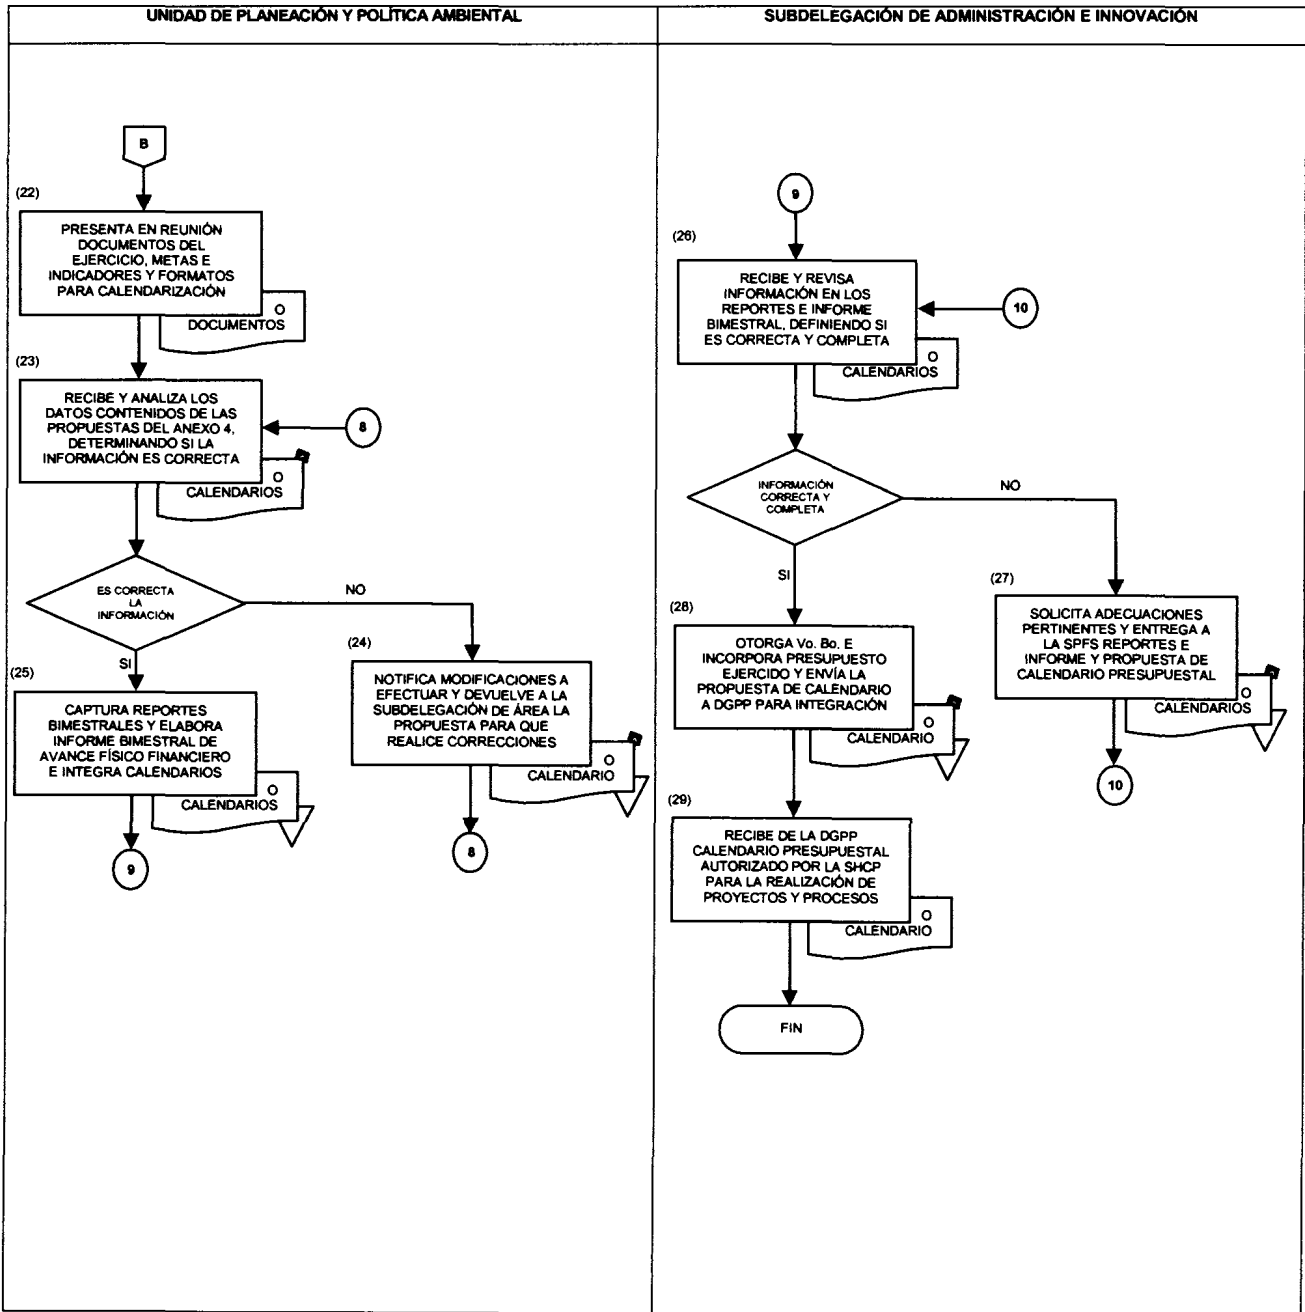 UNIDAD DE PLANEACIÓN Y POLÍTICA AMBIENTAL
SUBDELEGACIÓN DE ADMINISTRACIÓN E INNOVACIÓN
B
(22)
PRESENTA EN REUNIÓN
DOCUMENTOS DEL
EJERCICIO, METAS E
INDICADORES Y FORMATOS
PARA CALENDARIZACIÓN
O
DOCUMENTOS
(23)
RECIBE Y ANALIZA LOS
DATOS CONTENIDOS DE LAS
PROPUESTAS DEL ANEXO 4,
DETERMINANDO SI LA
INFORMACIÓN ES CORRECTA
8
O
CALENDARIOS
ES CORRECTA
LA
INFORMACIÓN
NO
SI
(24)
NOTIFICA MODIFICACIONES A
EFECTUAR Y DEVUELVE A LA
SUBDELEGACIÓN DE ÁREA LA
PROPUESTA PARA QUE
REALICE CORRECCIONES
O
CALENDARIO
8
(25)
CAPTURA REPORTES
BIMESTRALES Y ELABORA
INFORME BIMESTRAL DE
AVANCE FÍSICO FINANCIERO
E INTEGRA CALENDARIOS
O
CALENDARIOS
9
9
(26)
RECIBE Y REVISA
INFORMACIÓN EN LOS
REPORTES E INFORME
BIMESTRAL, DEFINIENDO SI
ES CORRECTA Y COMPLETA
10
O
CALENDARIOS
INFORMACIÓN
CORRECTA Y
COMPLETA
NO
SI
(27)
SOLICITA ADECUACIONES
PERTINENTES Y ENTREGA A
LA SPFS REPORTES E
INFORME Y PROPUESTA DE
CALENDARIO PRESUPUESTAL
O
CALENDARIOS
10
(28)
OTORGA Vo. Bo. E
INCORPORA PRESUPUESTO
EJERCIDO Y ENVÍA LA
PROPUESTA DE CALENDARIO
A DGPP PARA INTEGRACIÓN
O
CALENDARIO
(29)
RECIBE DE LA DGPP
CALENDARIO PRESUPUESTAL
AUTORIZADO POR LA SHCP
PARA LA REALIZACIÓN DE
PROYECTOS Y PROCESOS
O
CALENDARIO
FIN